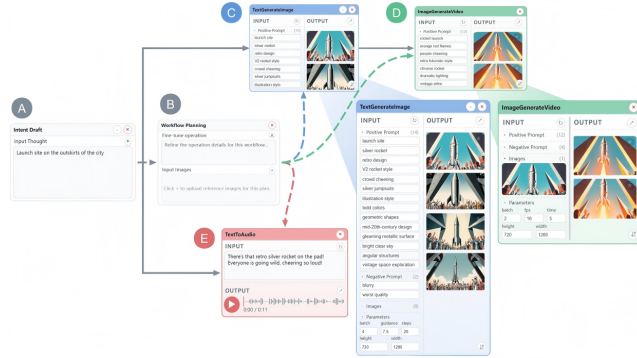 A
Intent Draft
Input Thought
Launch site on the outskirts of the city
B
Workflow Planning
Fine-tune operation
Refine the operation details for this workflow.
Input Images
Click + to upload reference images for this plan.
C
TextGenerateImage
INPUT
OUTPUT
Positive Prompt
launch site
silver rocket
retro design
V2 rocket style
crowd cheering
silver jumpsuits
illustration style
D
ImageGenerateVideo
INPUT
OUTPUT
Positive Prompt
rocket launch
orange red flames
people cheering
retro futuristic style
chrome rocket
dramatic lighting
vintage attire
E
TextToAudio
INPUT
There's that retro silver rocket on the pad!
Everyone is going wild, cheering so loud!
OUTPUT
0:00 / 0:11
TextGenerateImage
INPUT
OUTPUT
Positive Prompt (14)
launch site
silver rocket
retro design
V2 rocket style
crowd cheering
silver jumpsuits
illustration style
bold colors
geometric shapes
mid-20th-century design
gleaming metallic surface
bright clear sky
angular structures
vintage space exploration
Negative Prompt
blurry
worst quality
Images
Parameters
batch guidance steps
4 7.5 20
height width
720 1280
ImageGenerateVideo
INPUT
OUTPUT
Positive Prompt (12)
Negative Prompt
Images (1)
Parameters
batch fps time
2 16 5
height width
720 1280